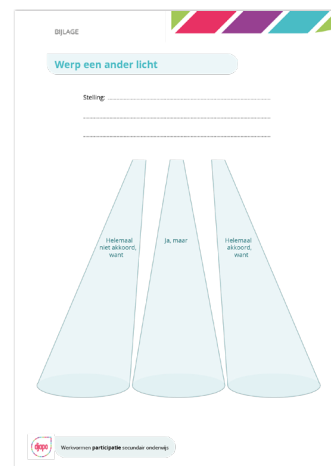 BIJLAGE
Werp een ander licht
Stelling:
Helemaal
niet akkoord,
want
Ja, maar
Helemaal
akkoord,
want
djapo
Werkvormen participatie secundair onderwijs